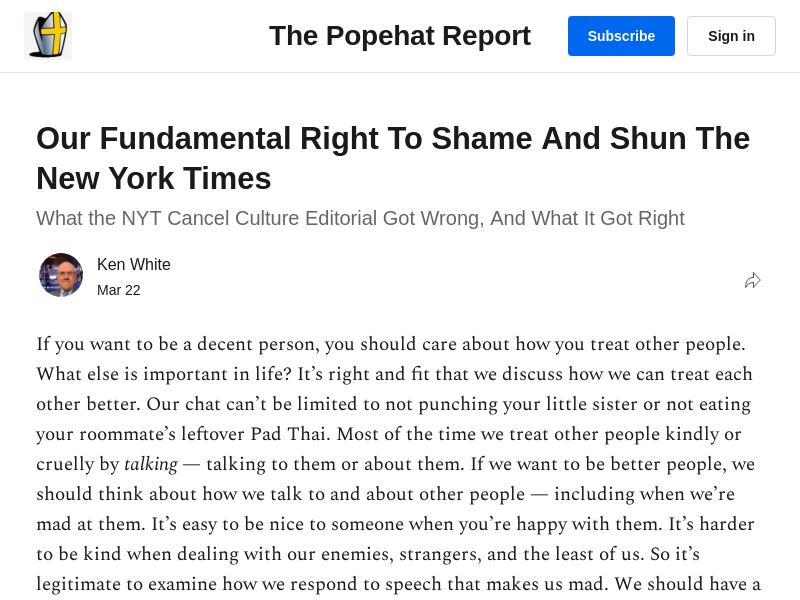 The Popehat Report
Subscribe
Sign in
Our Fundamental Right To Shame And Shun The
New York Times
What the NYT Cancel Culture Editorial Got Wrong, And What It Got Right
Ken White
Mar 22
If you want to be a decent person, you should care about how you treat other people.
What else is important in life? It’s right and fit that we discuss how we can treat each
other better. Our chat can’t be limited to not punching your little sister or not eating
your roommate’s leftover Pad Thai. Most of the time we treat other people kindly or
cruelly by talking — talking to them or about them. If we want to be better people, we
should think about how we talk to and about other people — including when we’re
mad at them. It’s easy to be nice to someone when you’re happy with them. It’s harder
to be kind when dealing with our enemies, strangers, and the least of us. So it’s
legitimate to examine how we respond to speech that makes us mad. We should have a